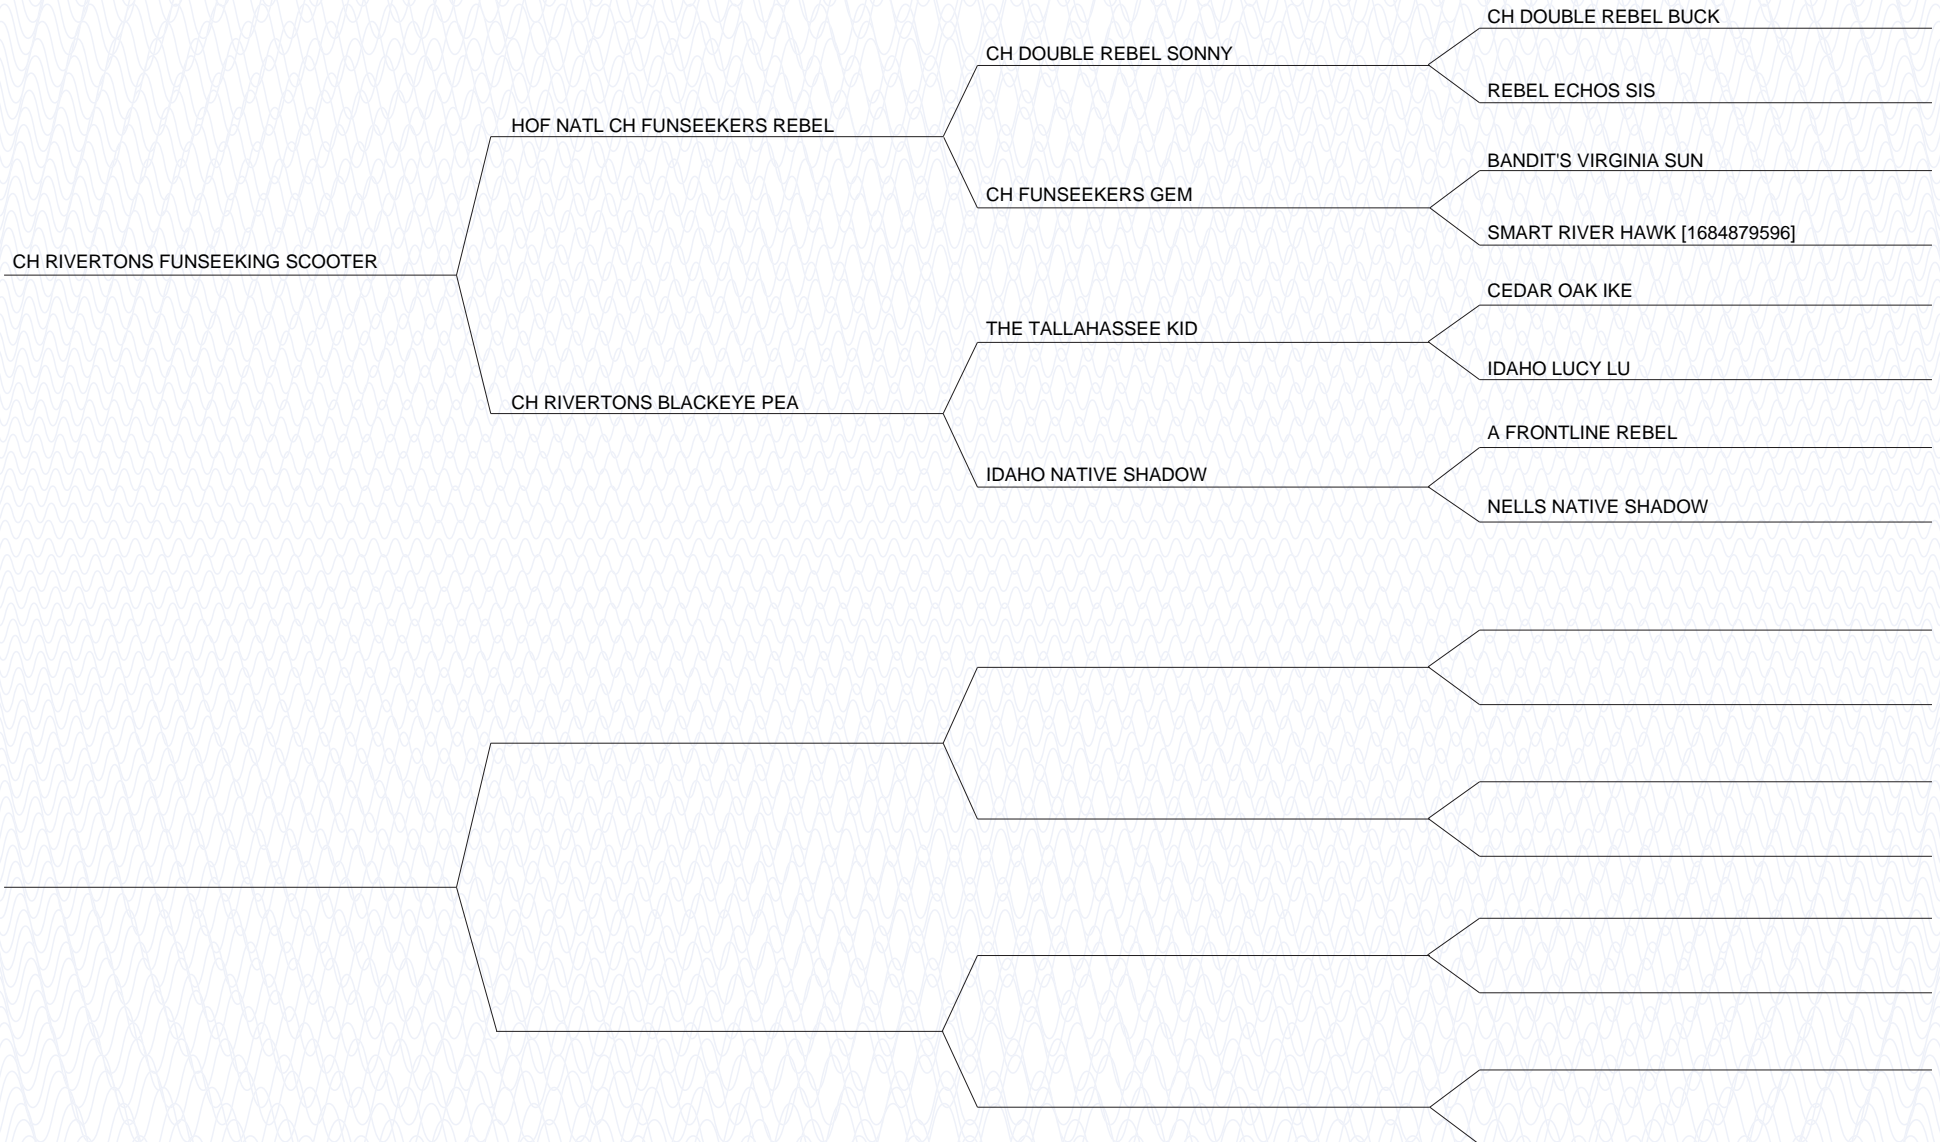 CH DOUBLE REBEL BUCK
CH DOUBLE REBEL SONNY
REBEL ECHOS SIS
HOF NATL CH FUNSEEKERS REBEL
BANDIT'S VIRGINIA SUN
CH FUNSEEKERS GEM
SMART RIVER HAWK [1684879596]
CH RIVERTONS FUNSEEKING SCOOTER
CEDAR OAK IKE
THE TALLAHASSEE KID
IDAHO LUCY LU
CH RIVERTONS BLACKEYE PEA
A FRONTLINE REBEL
IDAHO NATIVE SHADOW
NELLS NATIVE SHADOW